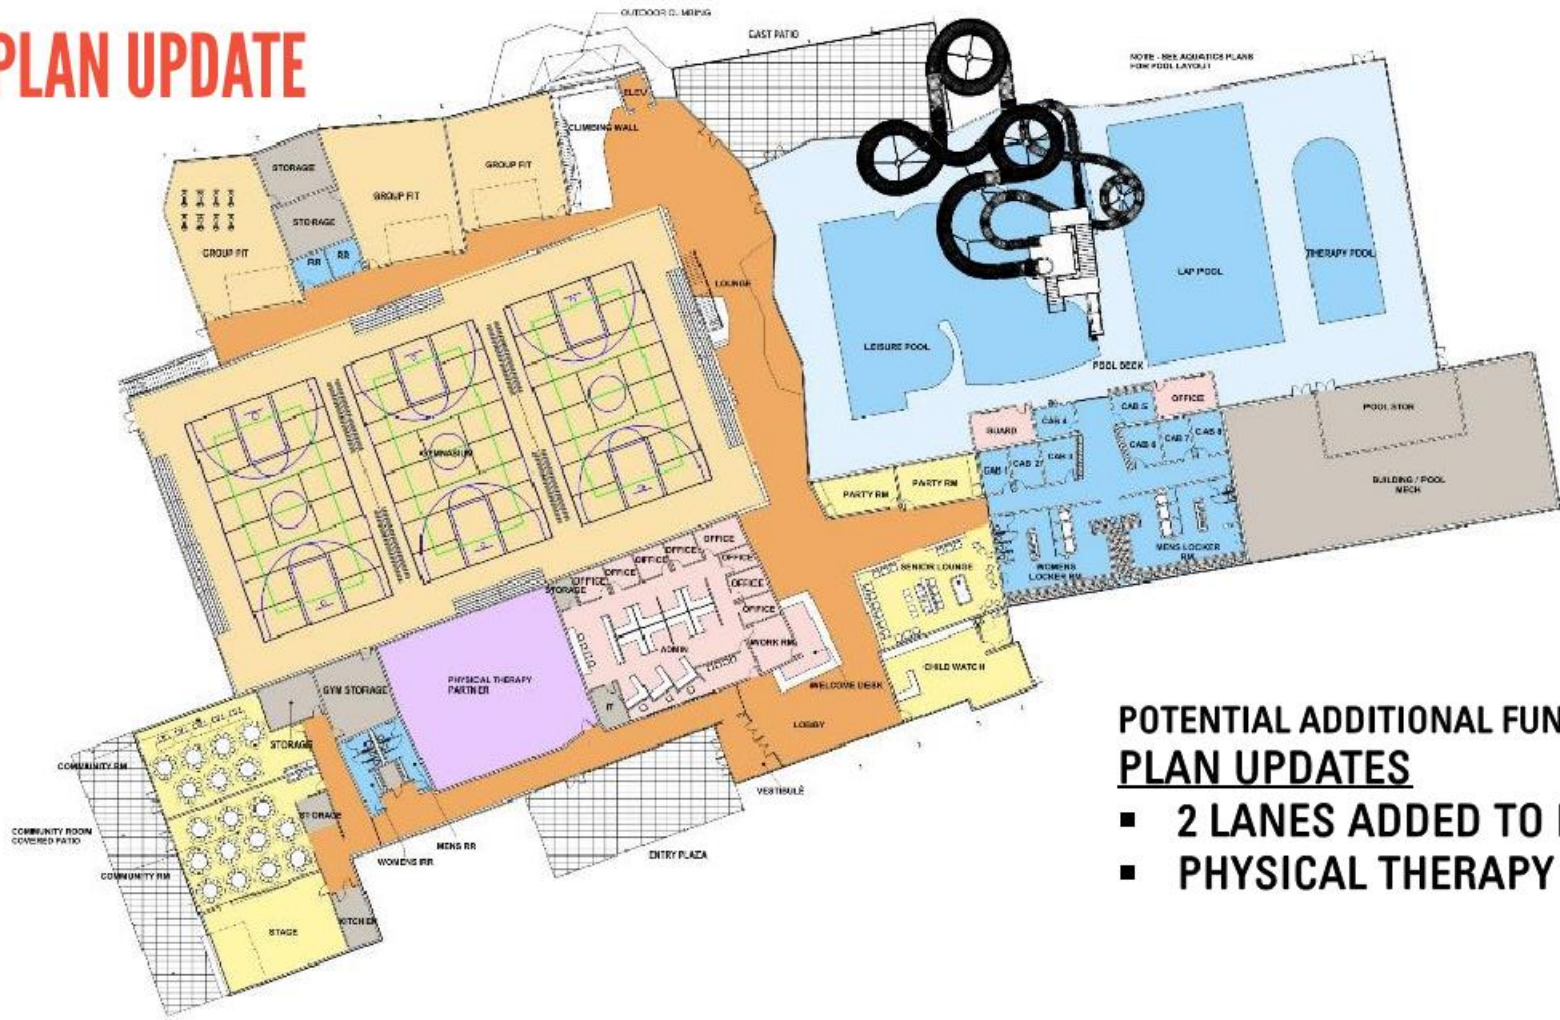 PLAN UPDATE
OUTDOOR CLIMBING
EAST PATIO
NOTE - SEE AQUATICS PLANS
FOR POOL LAYOUT
ELEV
CLIMBING WALL
STORAGE
GROUP FIT
GROUP FIT
STORAGE
GROUP FIT
RR
RR
LOUNGE
LEISURE POOL
LAP POOL
THERAPY POOL
POOL DECK
GYMNASIUM
GUARD
CAB 4
CAB 5
OFFICE
CAB 1
CAB 2
CAB 3
CAB 6
CAB 7
CAB 8
POOL STOR
BUILDING / POOL
MECH
PARTY RM
PARTY RM
WOMENS
LOCKER RM
MENS LOCKER
RM
SENIOR LOUNGE
CHILD WATCH
OFFICE
OFFICE
OFFICE
OFFICE
OFFICE
OFFICE
OFFICE
OFFICE
STORAGE
ADMIN
WORK RM
WELCOME DESK
LOBBY
VESTIBULE
IT
PHYSICAL THERAPY
PARTNER
GYM STORAGE
STORAGE
STORAGE
COMMUNITY RM
COMMUNITY ROOM
COVERED PATIO
COMMUNITY RM
MENS RR
WOMENS RR
ENTRY PLAZA
KITCHEN
STAGE
POTENTIAL ADDITIONAL FUN
PLAN UPDATES
▪ 2 LANES ADDED TO
▪ PHYSICAL THERAPY